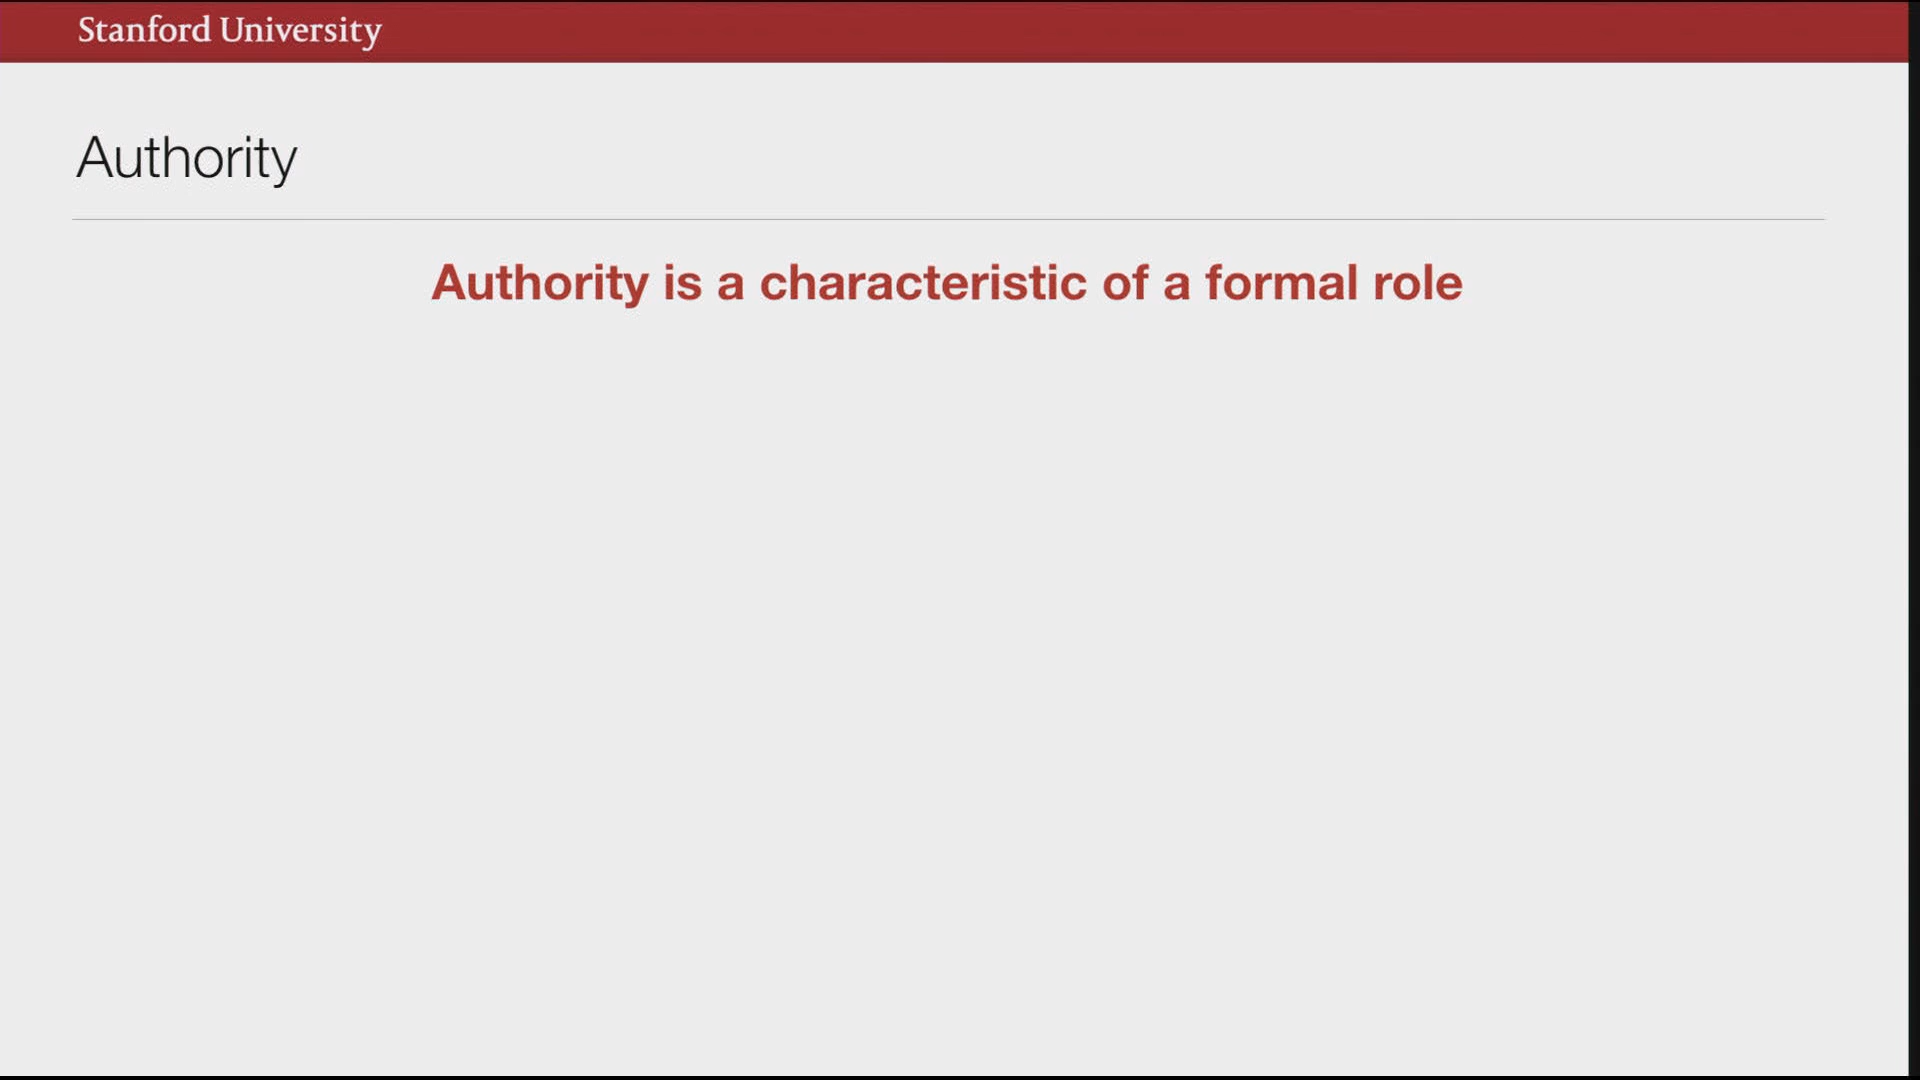 Stanford University
Authority
Authority is a characteristic of a formal role